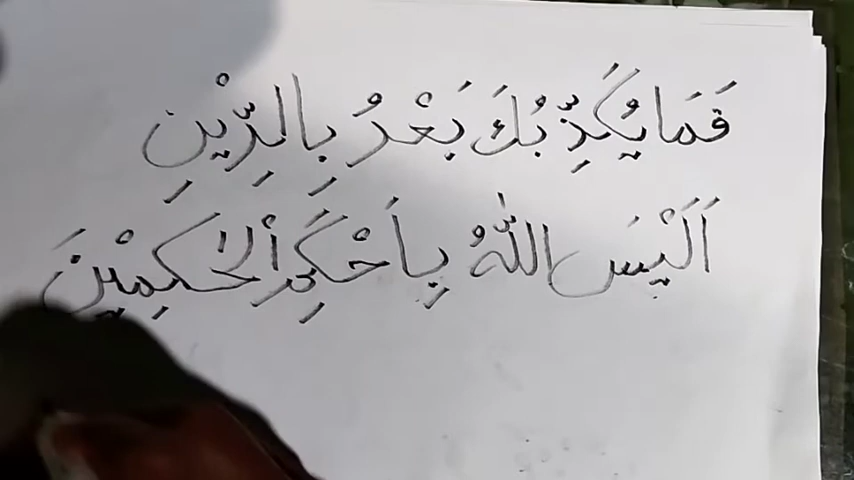 فَمَا يُكَذِّبُكَ بَعْدُ بِالدِّيْنِ
اَلَيْسَ اللّٰهُ بِاَحْكَمِ الْحٰكِمِيْنَ